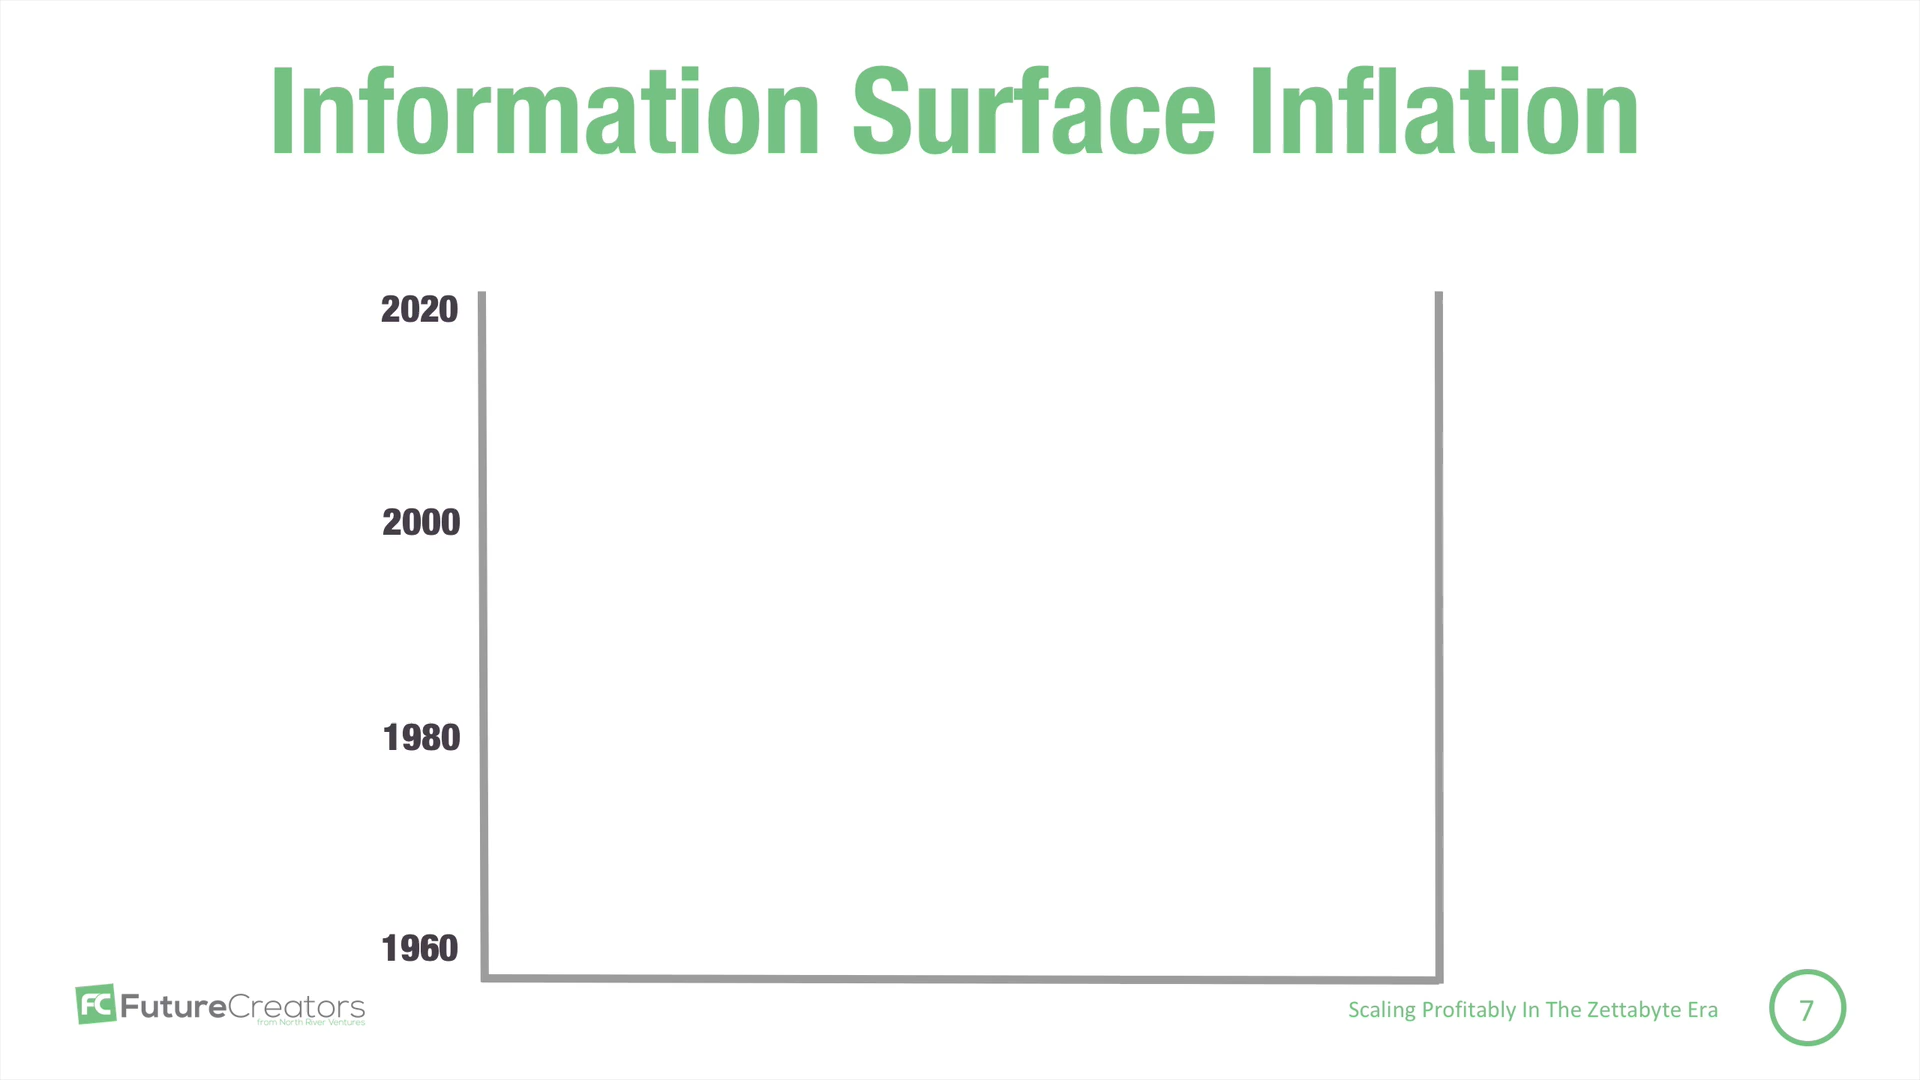 Information Surface Inflation
2020
2000
1980
1960
FC FutureCreators
from North River Ventures
Scaling Profitably In The Zettabyte Era
7